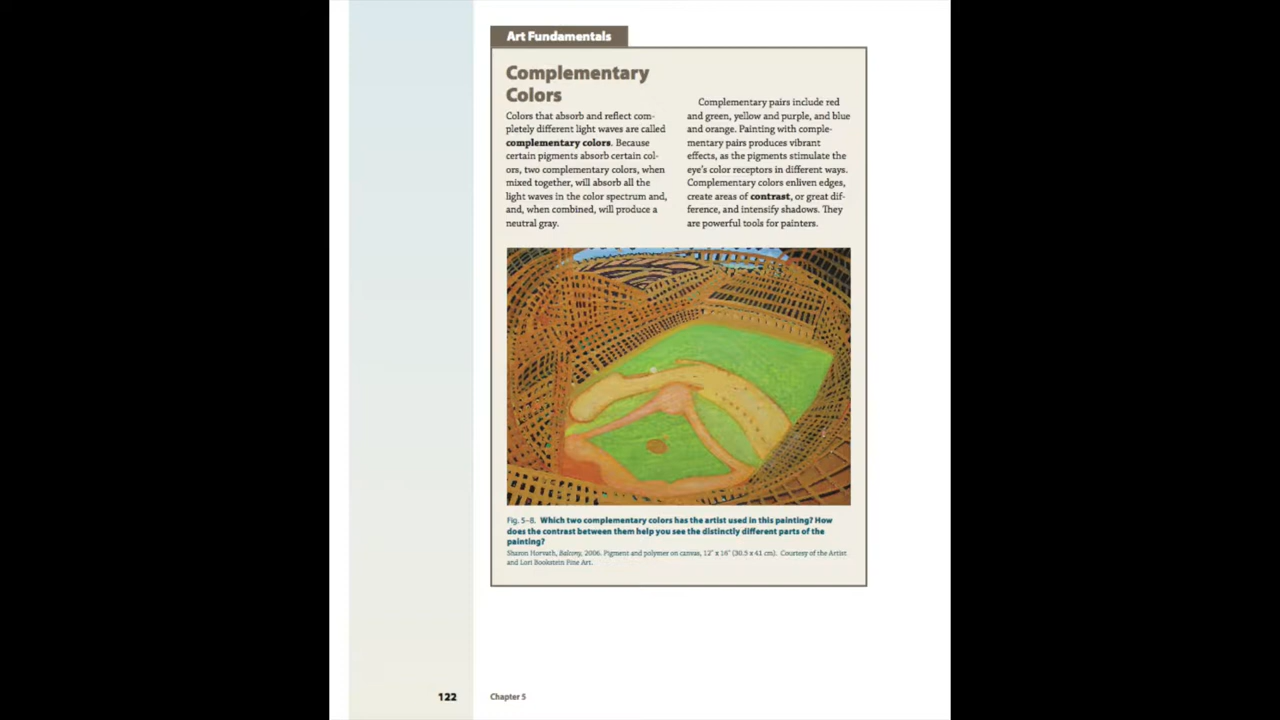 Art Fundamentals
Complementary
Colors
Colors that absorb and reflect com-
pletely different light waves are called
complementary colors. Because
certain pigments absorb certain col-
ors, two complementary colors, when
mixed together, will absorb all the
light waves in the color spectrum and,
and, when combined, will produce a
neutral gray.
Complementary pairs include red
and green, yellow and purple, and blue
and orange. Painting with comple-
mentary pairs produces vibrant
effects, as the pigments stimulate the
eye's color receptors in different ways.
Complementary colors enliven edges,
create areas of contrast, or great dif-
ference, and intensify shadows. They
are powerful tools for painters.
Fig. 5–8. Which two complementary colors has the artist used in this painting? How
does the contrast between them help you see the distinctly different parts of the
painting?
Sharon Horvath, Balcony, 2006. Pigment and polymer on canvas, 12" x 16" (30.5 x 41 cm). Courtesy of the Artist
and Lori Bookstein Fine Art.
122
Chapter 5